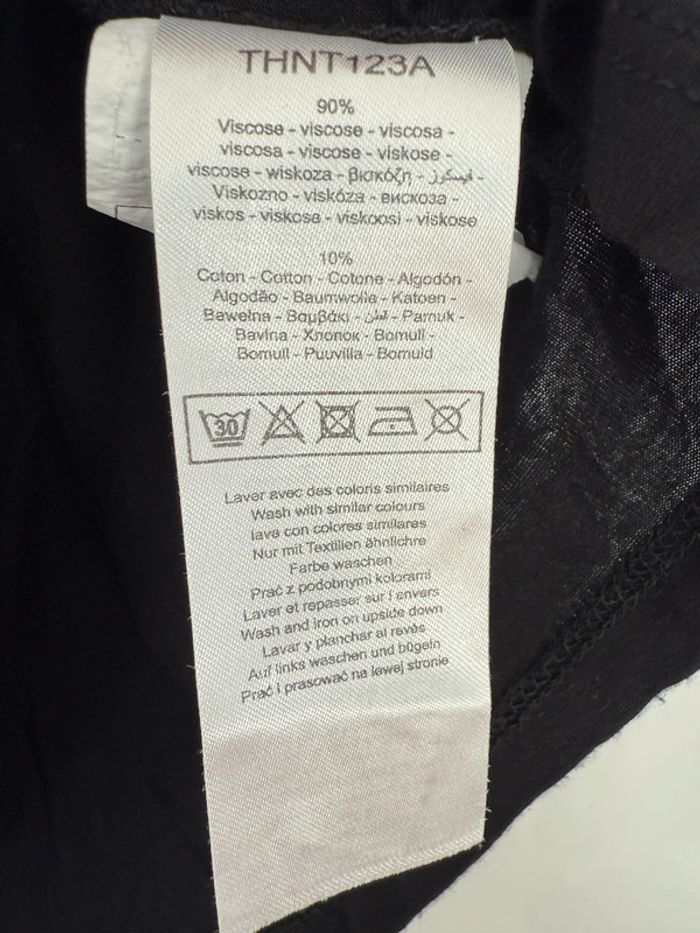 THNT123A
90%
Viscose - viscose - viscosa -
viscosa - viscose - viskose -
viscose - wiskoza - βισκόζη - فيسكوز -
Viskozno - viskóza - вискоза -
viskos - viskose - viskoosi - viskose
10%
Coton - Cotton - Cotone - Algodón -
Algodão - Baumwolle - Katoen -
Bawełna - Βαμβάκι - قطن - Pamuk -
Bavlna - Хлопок - Bomull -
Bomull - Puuvilla - Bomuld
30
Laver avec des coloris similaires
Wash with similar colours
lava con colores similares
Nur mit Textilien ähnlichre
Farbe waschen
Prać z podobnymi kolorami
Laver et repasser sur l envers
Wash and iron on upside down
Lavar y planchar al revés
Auf links waschen und bügeln
Prać i prasować na lewej stronie